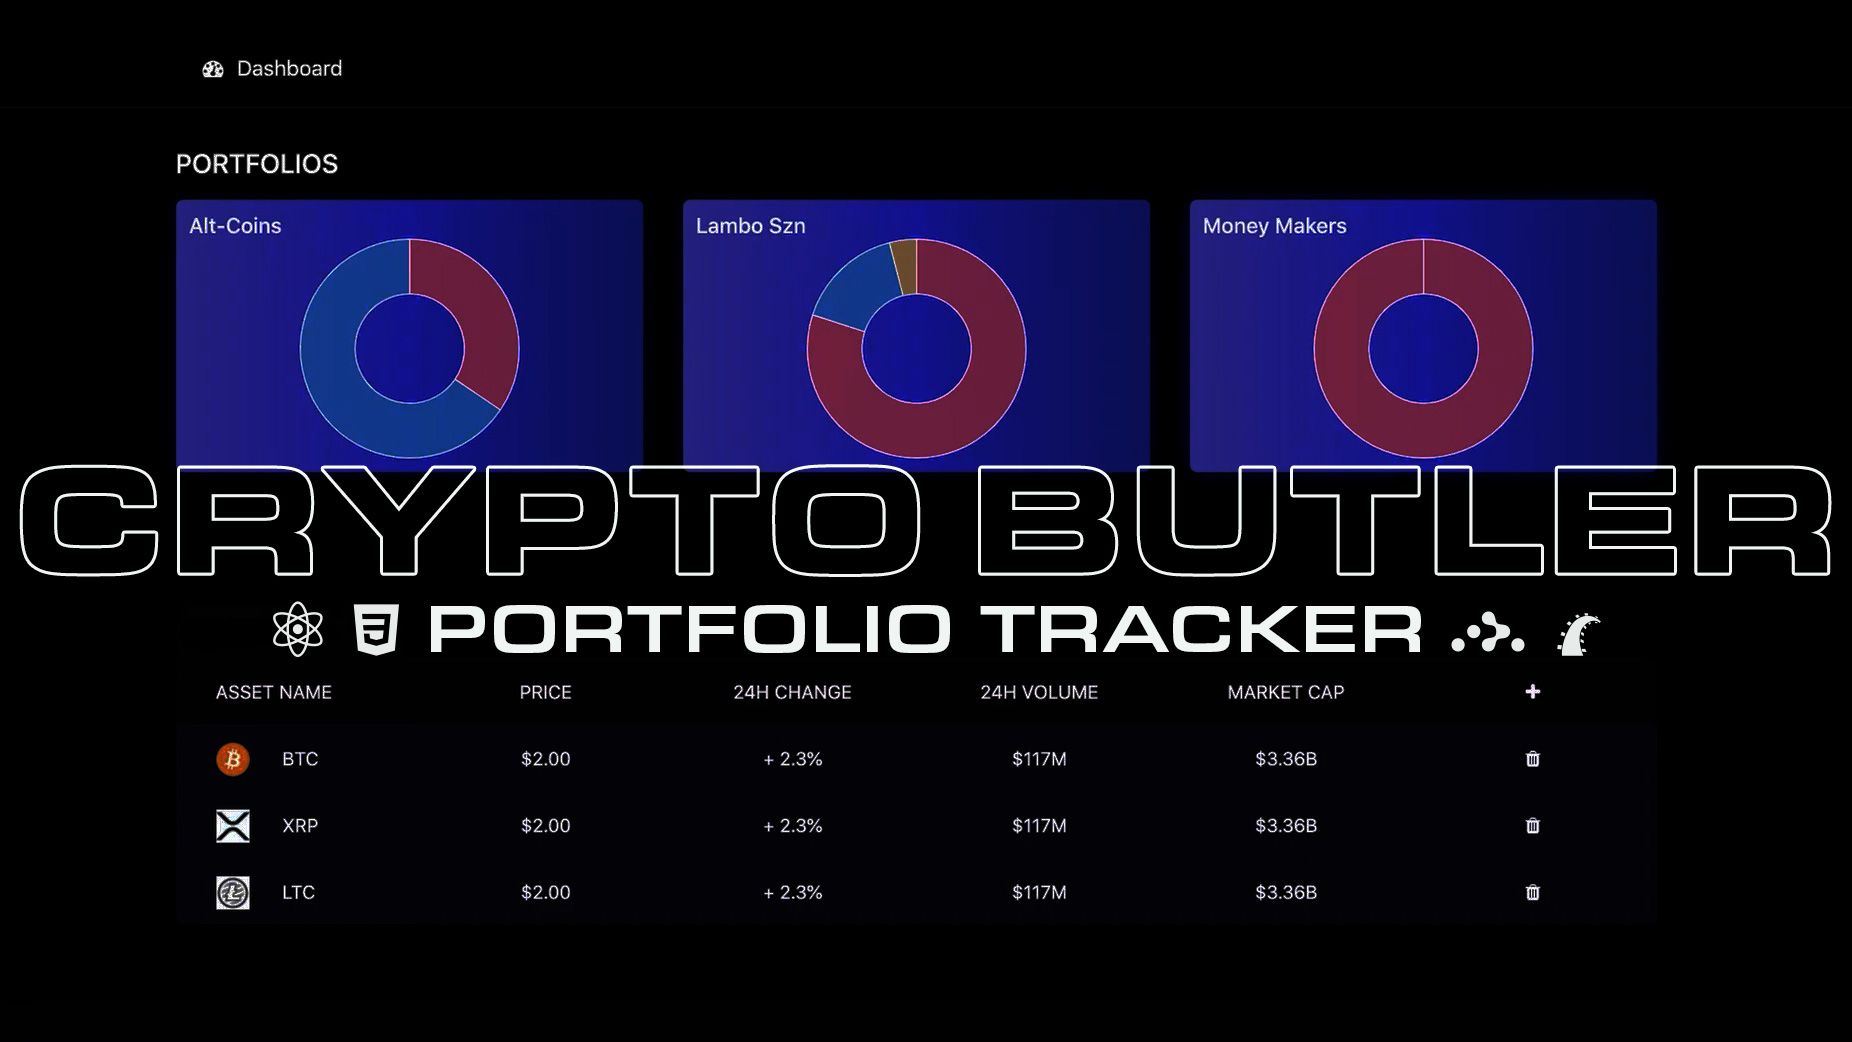 Dashboard
PORTFOLIOS
Alt-Coins Lambo Szn Money Makers
CRYPTO BUTLER
PORTFOLIO TRACKER
ASSET NAME PRICE 24H CHANGE 24H VOLUME MARKET CAP +
BTC $2.00 + 2.3% $117M $3.36B
XRP $2.00 + 2.3% $117M $3.36B
LTC $2.00 + 2.3% $117M $3.36B